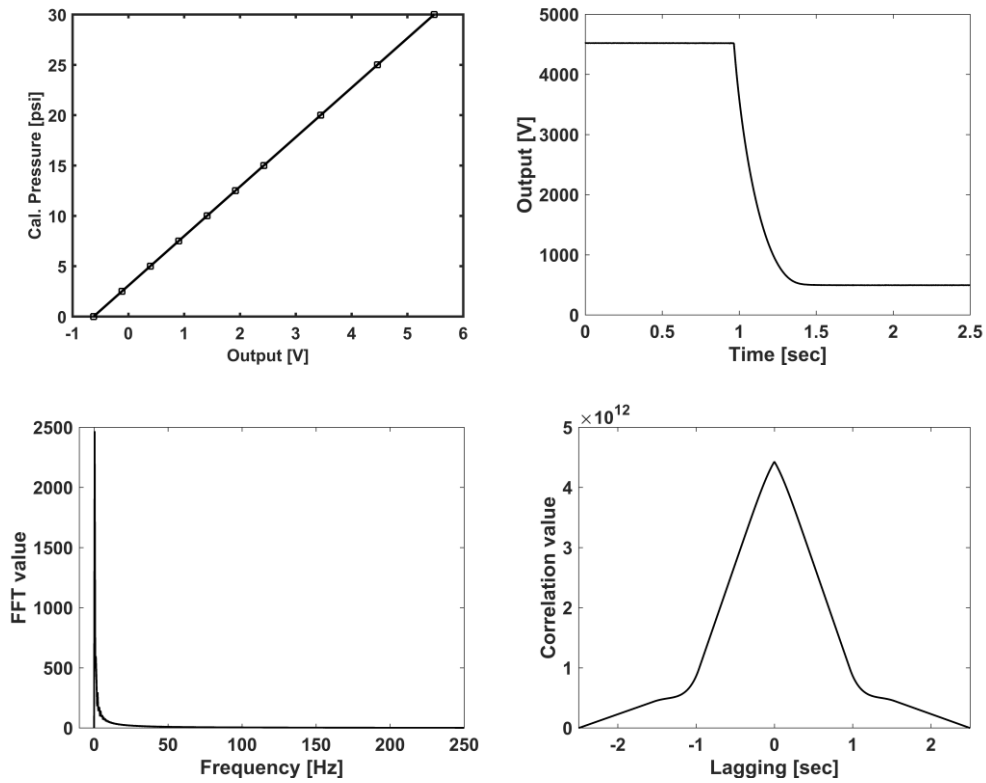 30
25
20
15
10
5
0
Cal. Pressure [psi]
-1 0 1 2 3 4 5 6
Output [V]
5000
4000
3000
2000
1000
0
Output [V]
0 0.5 1 1.5 2 2.5
Time [sec]
2500
2000
1500
1000
500
0
FFT value
0 50 100 150 200 250
Frequency [Hz]
×10¹²
5
4
3
2
1
0
Correlation value
-2 -1 0 1 2
Lagging [sec]